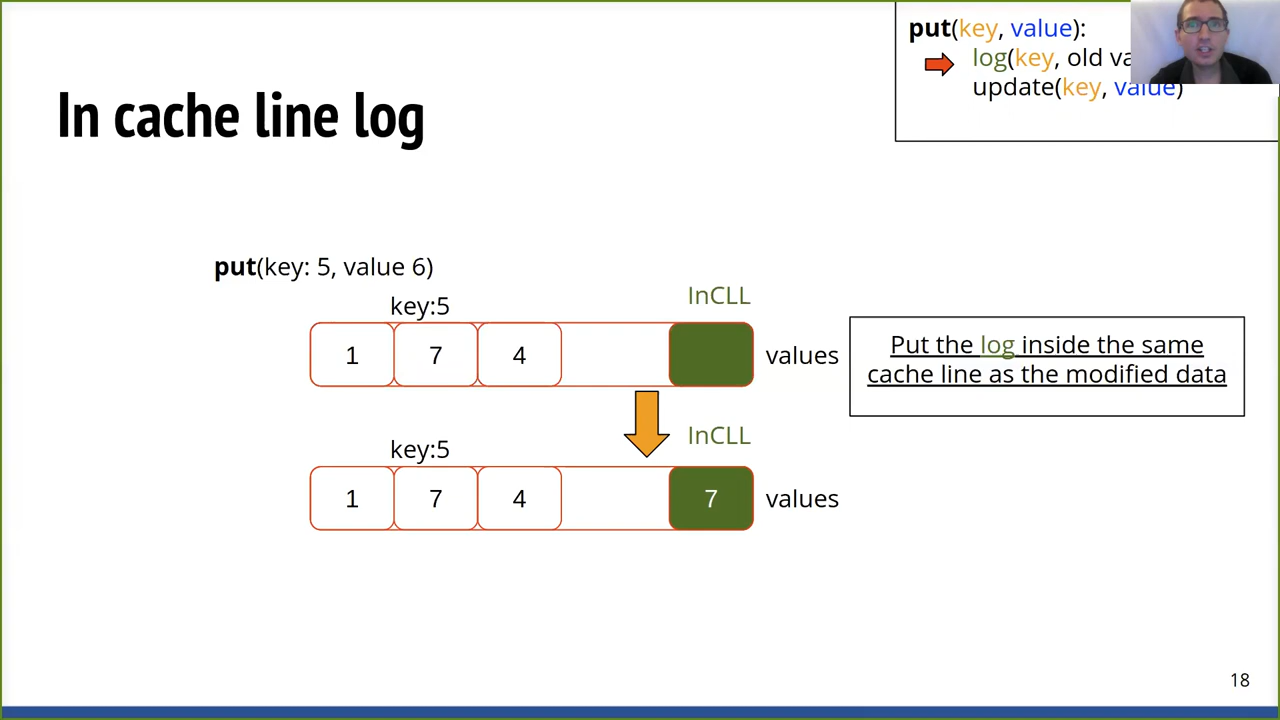 put(key, value):
log(key, old
update(key, value)
In cache line log
put(key: 5, value 6)
InCLL
key:5
1 7 4 values
Put the log inside the same
cache line as the modified data
InCLL
key:5
1 7 4 7 values
18